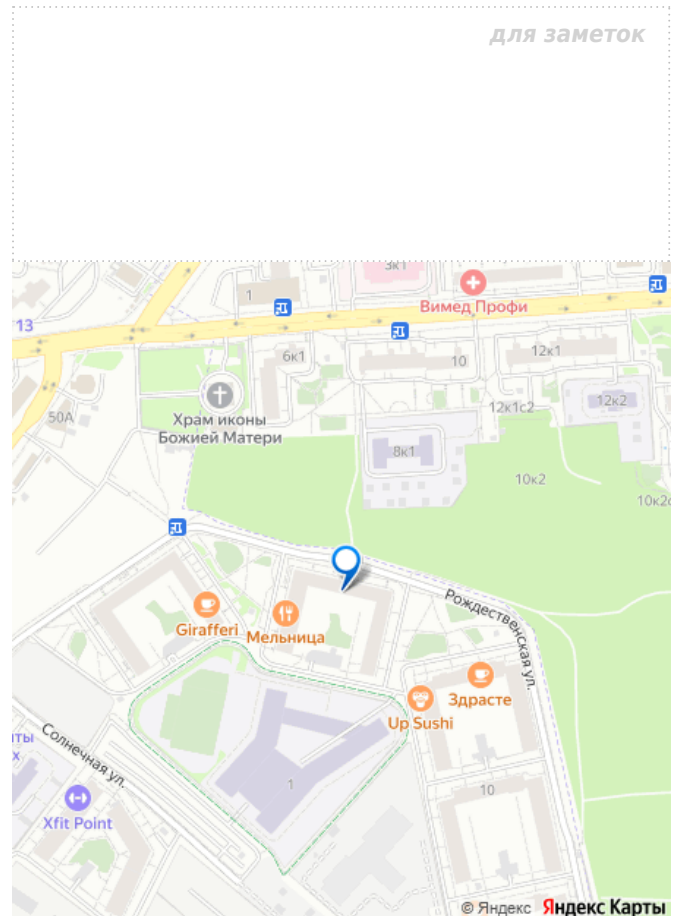 для заметок
3к1
1
Вимед Профи
13
6к1
10
12к1
Храм иконы
Божией Матери
50А
12к1с2
12к2
8к1
10к2
Рождественская ул.
Girafferi
Мельница
Здрасте
Up Sushi
Солнечная ул.
1
10
Xfit Point
© Яндекс Яндекс Карты